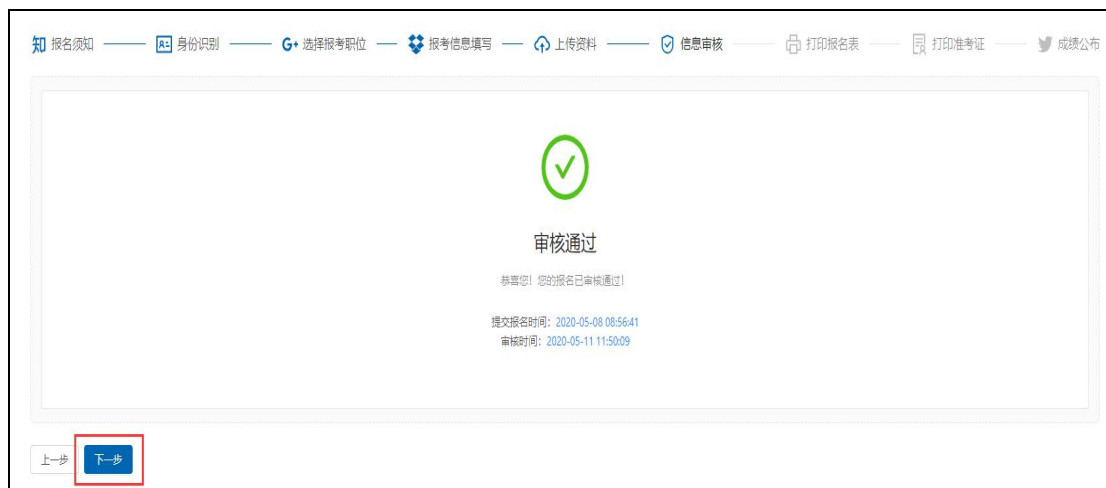 知 报名须知 身份识别 G+ 选择报考职位 报考信息填写 上传资料 信息审核 打印报名表 打印准考证 成绩公布
审核通过
恭喜您！您的报名已审核通过！
提交报名时间：2020-05-08 08:56:41
审核时间：2020-05-11 11:50:09
上一步 下一步